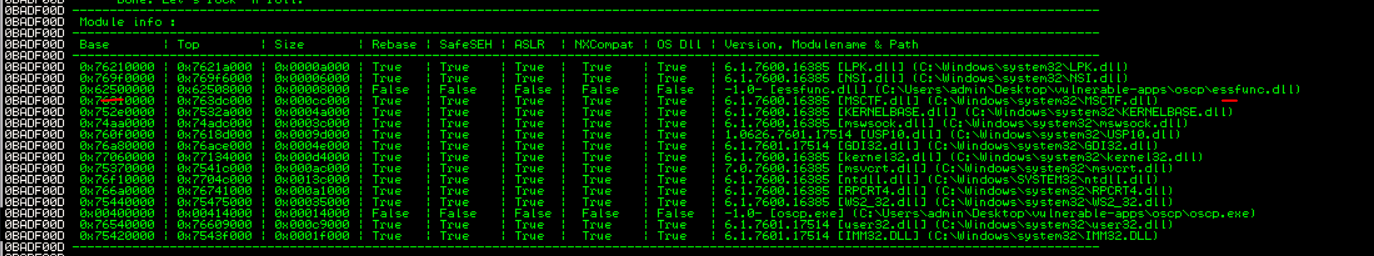 0BADF00D Done. Let's rock 'n roll.
0BADF00D ----------------------------------------------------------------
0BADF00D Module info :
0BADF00D ----------------------------------------------------------------
0BADF00D Base | Top | Size | Rebase | SafeSEH | ASLR | NXCompat | OS Dll | Version, Modulename & Path
0BADF00D ----------------------------------------------------------------
0BADF00D 0x76210000 | 0x7621a000 | 0x0000a000 | True | True | True | True | True | 6.1.7600.16385 [LPK.dll] (C:\Windows\system32\LPK.dll)
0BADF00D 0x769f0000 | 0x769f6000 | 0x00006000 | True | True | True | True | True | 6.1.7600.16385 [NSI.dll] (C:\Windows\system32\NSI.dll)
0BADF00D 0x62500000 | 0x62508000 | 0x00008000 | False | False | False | False | False | -1.0- [essfunc.dll] (C:\Users\admin\Desktop\vulnerable-apps\oscp\essfunc.dll)
0BADF00D 0x76310000 | 0x763dc000 | 0x000cc000 | True | True | True | True | True | 6.1.7600.16385 [MSCTF.dll] (C:\Windows\system32\MSCTF.dll)
0BADF00D 0x752e0000 | 0x7532a000 | 0x0004a000 | True | True | True | True | True | 6.1.7600.16385 [KERNELBASE.dll] (C:\Windows\system32\KERNELBASE.dll)
0BADF00D 0x74aa0000 | 0x74adc000 | 0x0003c000 | True | True | True | True | True | 6.1.7600.16385 [mswsock.dll] (C:\Windows\system32\mswsock.dll)
0BADF00D 0x760f0000 | 0x7618d000 | 0x0009d000 | True | True | True | True | True | 1.0626.7601.17514 [USP10.dll] (C:\Windows\system32\USP10.dll)
0BADF00D 0x76a80000 | 0x76ace000 | 0x0004e000 | True | True | True | True | True | 6.1.7601.17514 [GDI32.dll] (C:\Windows\system32\GDI32.dll)
0BADF00D 0x77060000 | 0x77134000 | 0x000d4000 | True | True | True | True | True | 6.1.7600.16385 [kernel32.dll] (C:\Windows\system32\kernel32.dll)
0BADF00D 0x75370000 | 0x7541c000 | 0x000ac000 | True | True | True | True | True | 7.0.7600.16385 [msvcrt.dll] (C:\Windows\system32\msvcrt.dll)
0BADF00D 0x76f10000 | 0x7704c000 | 0x0013c000 | True | True | True | True | True | 6.1.7600.16385 [ntdll.dll] (C:\Windows\SYSTEM32\ntdll.dll)
0BADF00D 0x766a0000 | 0x76741000 | 0x000a1000 | True | True | True | True | True | 6.1.7600.16385 [RPCRT4.dll] (C:\Windows\system32\RPCRT4.dll)
0BADF00D 0x75440000 | 0x75475000 | 0x00035000 | True | True | True | True | True | 6.1.7600.16385 [WS2_32.dll] (C:\Windows\system32\WS2_32.dll)
0BADF00D 0x00400000 | 0x00414000 | 0x00014000 | False | False | False | False | False | -1.0- [oscp.exe] (C:\Users\admin\Desktop\vulnerable-apps\oscp\oscp.exe)
0BADF00D 0x76540000 | 0x76609000 | 0x000c9000 | True | True | True | True | True | 6.1.7601.17514 [user32.dll] (C:\Windows\system32\user32.dll)
0BADF00D 0x75420000 | 0x7543f000 | 0x0001f000 | True | True | True | True | True | 6.1.7601.17514 [IMM32.DLL] (C:\Windows\system32\IMM32.DLL)
0BADF00D ----------------------------------------------------------------